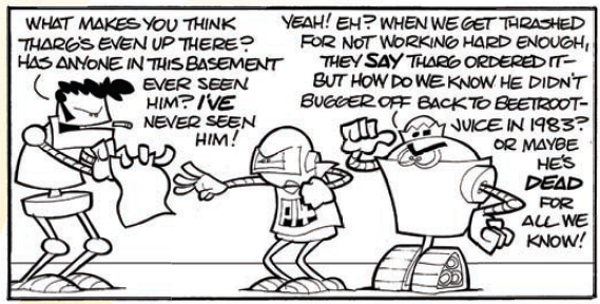 WHAT MAKES YOU THINK
THARG'S EVEN UP THERE?
HAS ANYONE IN THIS BASEMENT
EVER SEEN
HIM? I'VE
NEVER SEEN
HIM!
YEAH! EH? WHEN WE GET THRASHED
FOR NOT WORKING HARD ENOUGH,
THEY SAY THARG ORDERED IT–
BUT HOW DO WE KNOW HE DIDN'T
BUGGER OFF BACK TO BEETROOT-
JUICE IN 1983?
OR MAYBE
HE'S
DEAD
FOR
ALL WE
KNOW!